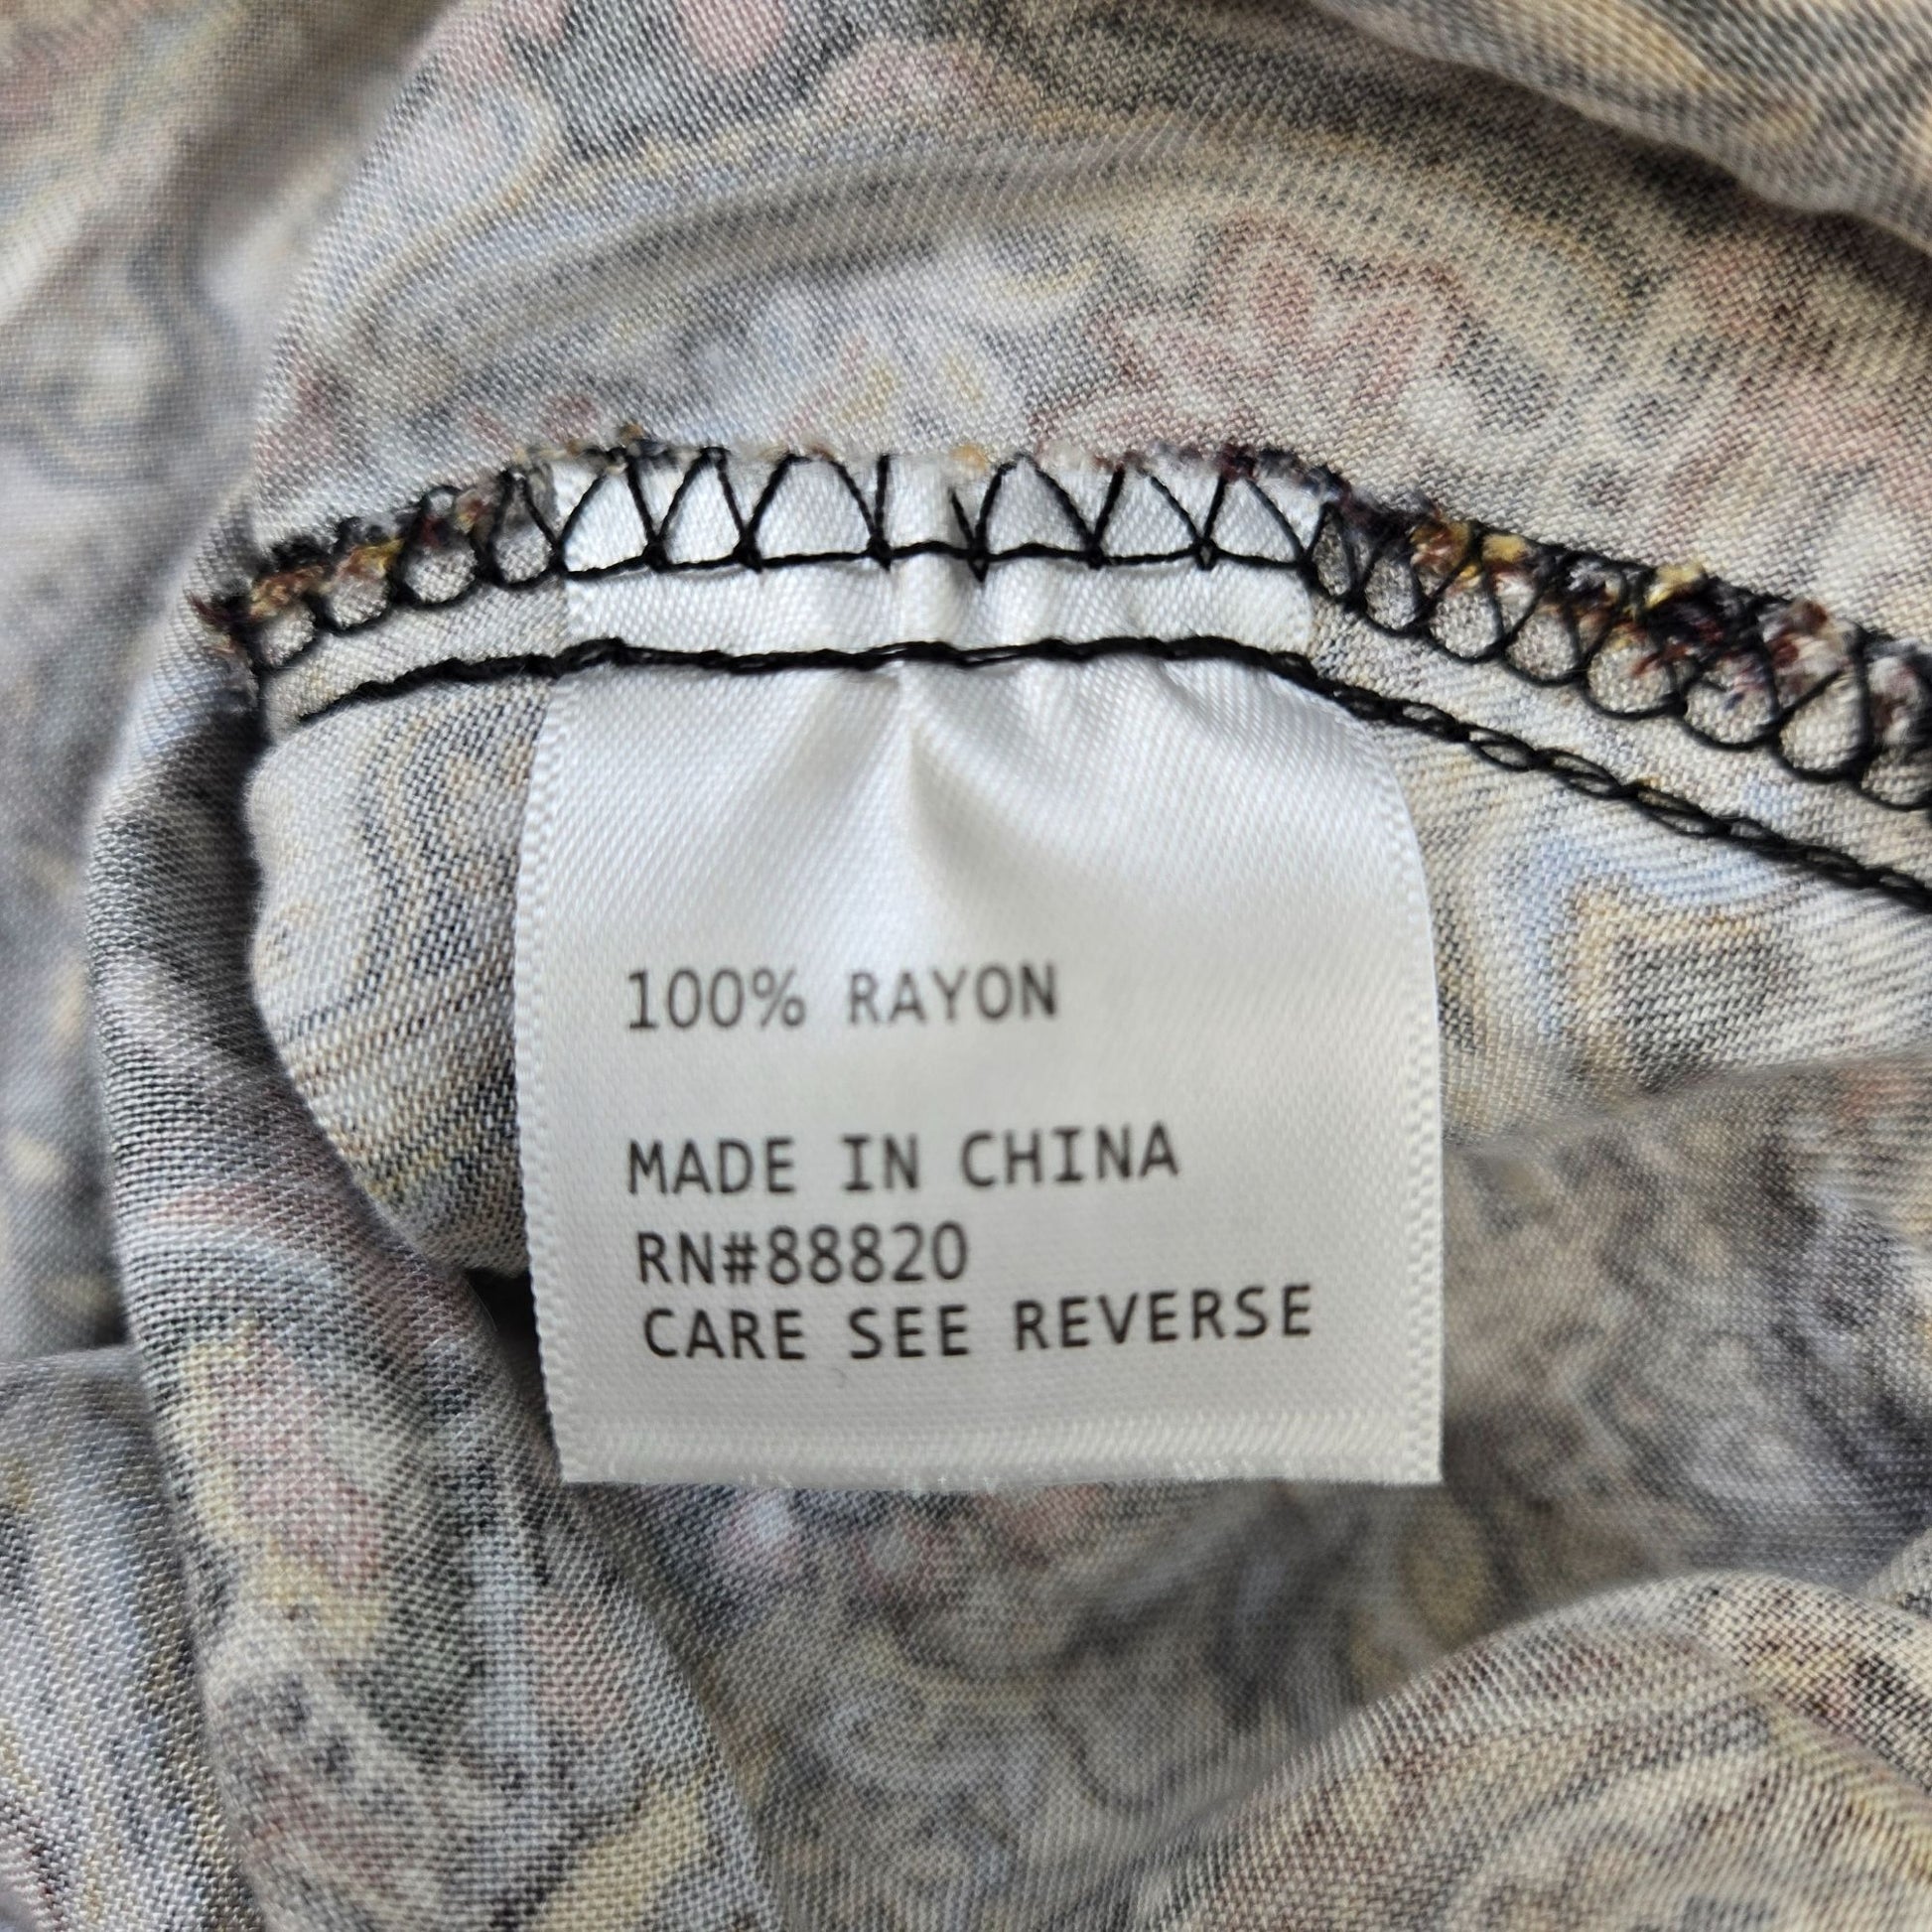 100% RAYON
MADE IN CHINA
RN#88820
CARE SEE REVERSE